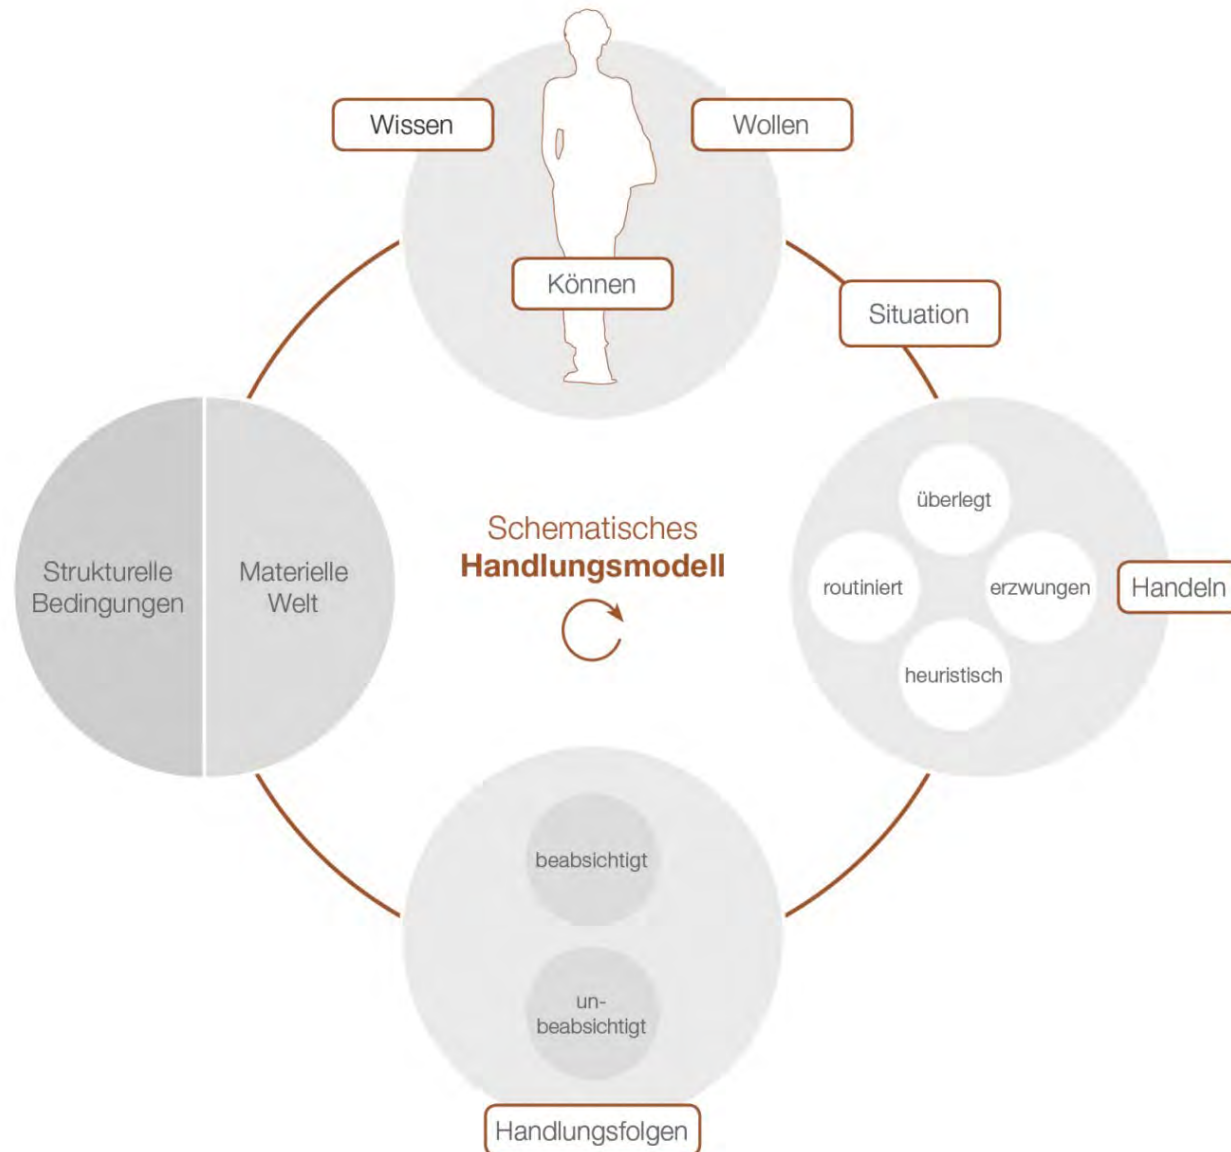 Wissen
Wollen
Können
Situation
überlegt
routiniert
erzwungen
heuristisch
Handeln
Schematisches
Handlungsmodell
Strukturelle
Bedingungen
Materielle
Welt
beabsichtigt
un-
beabsichtigt
Handlungsfolgen